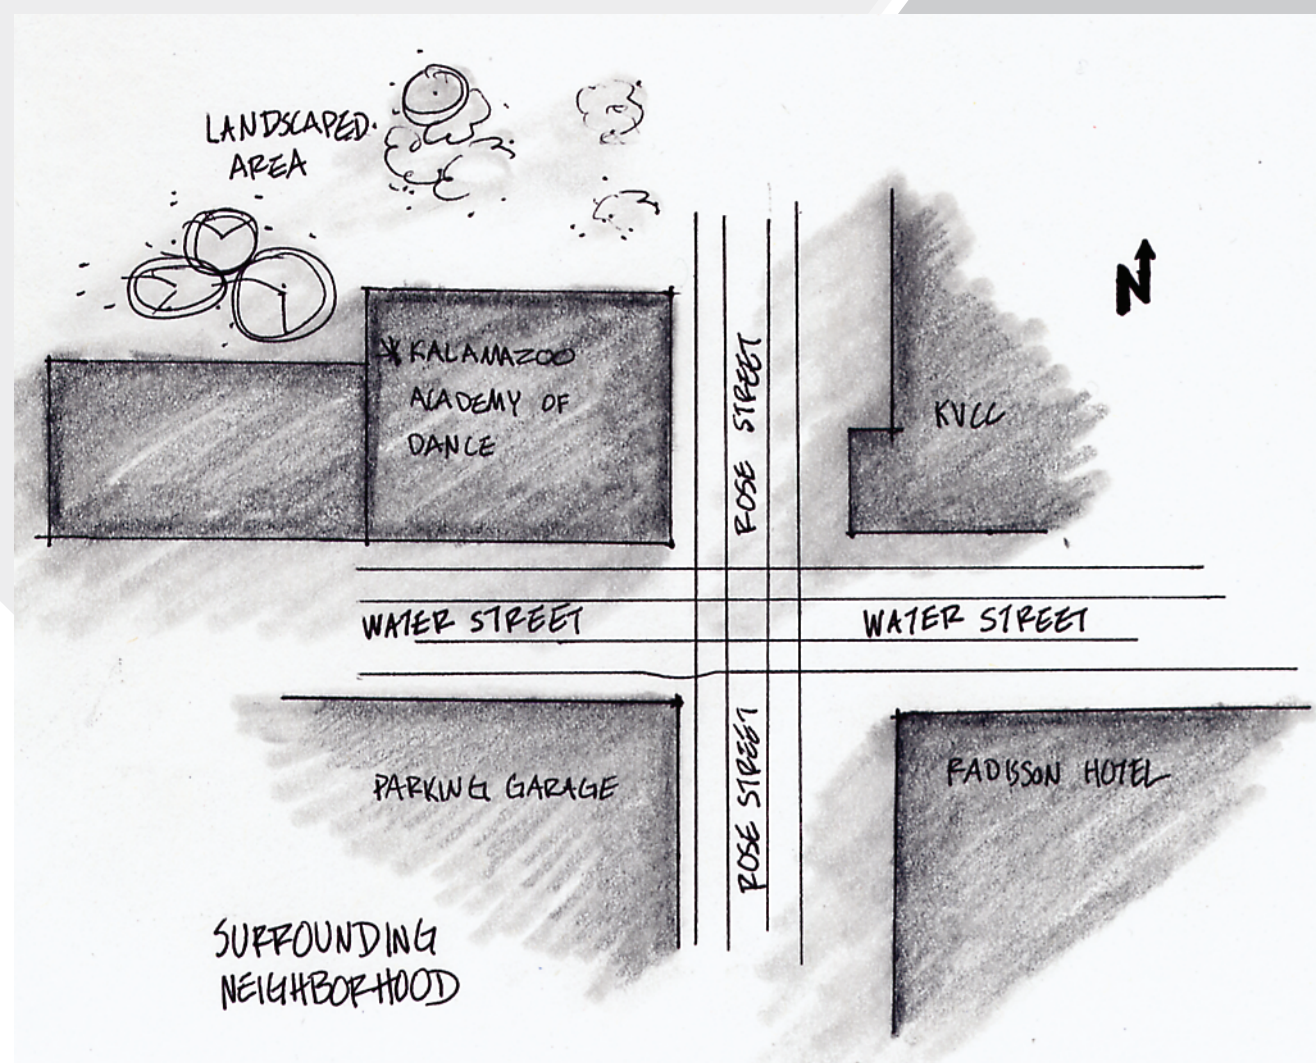 LANDSCAPED
AREA
N
* KALAMAZOO
ACADEMY OF
DANCE
ROSE STREET
KVCC
WATER STREET
WATER STREET
PARKING GARAGE
ROSE STREET
RADISSON HOTEL
SURROUNDING
NEIGHBORHOOD